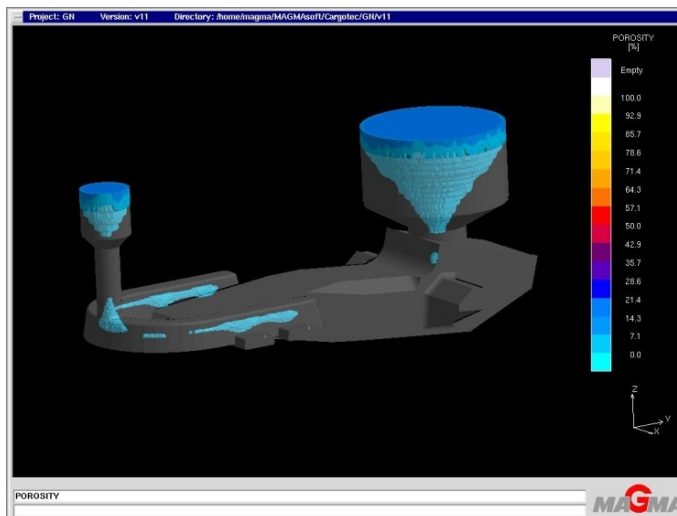 Project: GN Version: v11 Directory: /home/magma/MAGMAsoft/Cargotec/GN/v11
POROSITY
[%]
Empty
100.0
92.9
85.7
78.6
71.4
64.3
57.1
50.0
42.9
35.7
28.6
21.4
14.3
7.1
0.0
Z
Y
X
POROSITY
MAGMA